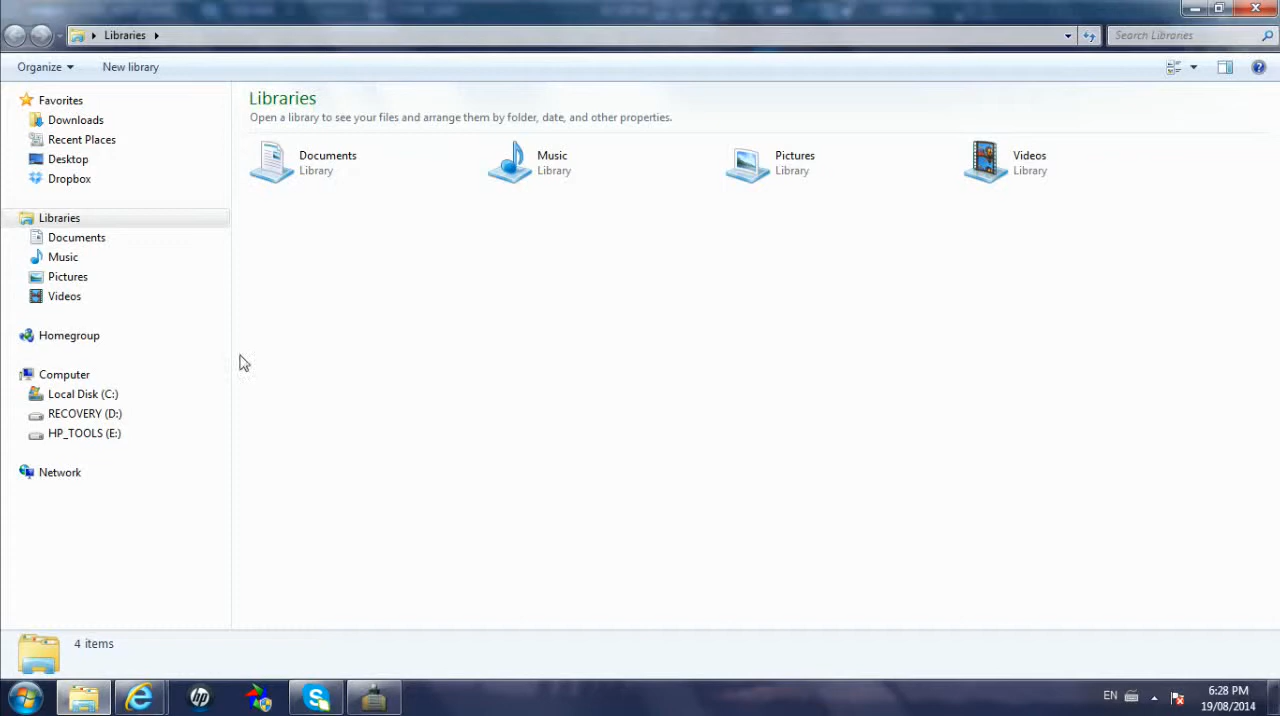 Libraries
Search Libraries
Organize
New library
Favorites
Downloads
Recent Places
Desktop
Dropbox
Libraries
Documents
Music
Pictures
Videos
Homegroup
Computer
Local Disk (C:)
RECOVERY (D:)
HP_TOOLS (E:)
Network
Libraries
Open a library to see your files and arrange them by folder, date, and other properties.
Documents
Library
Music
Library
Pictures
Library
Videos
Library
4 items
hp
EN
6:28 PM
19/08/2014